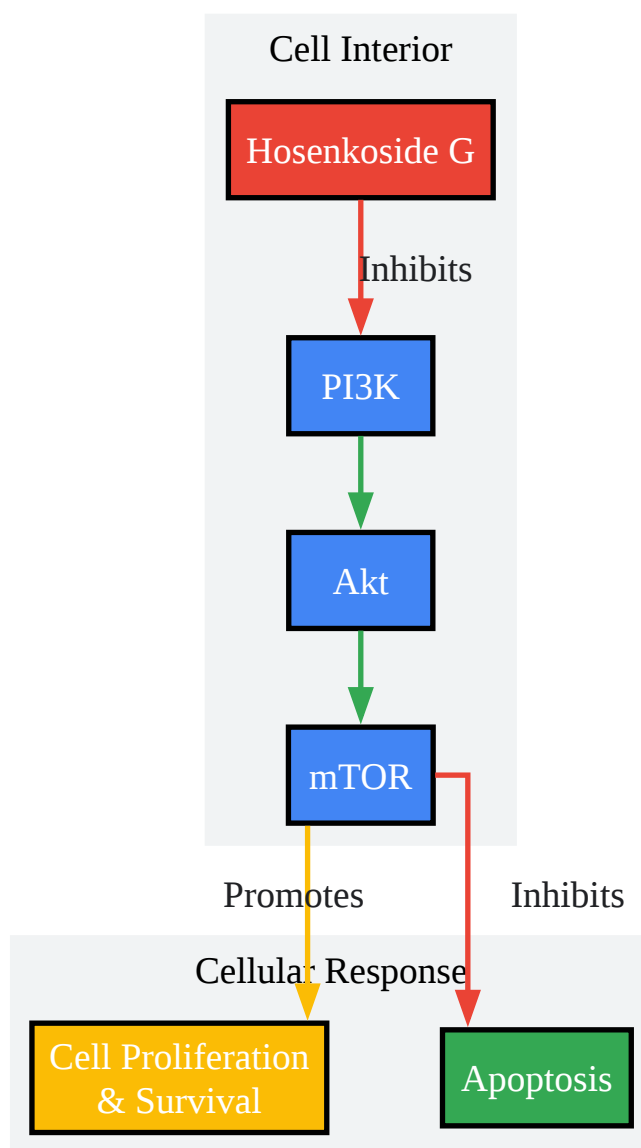 Cell Interior
Hosenkoside G
Inhibits
PI3K
Akt
mTOR
Promotes
Inhibits
Cellular Response
Cell Proliferation
& Survival
Apoptosis